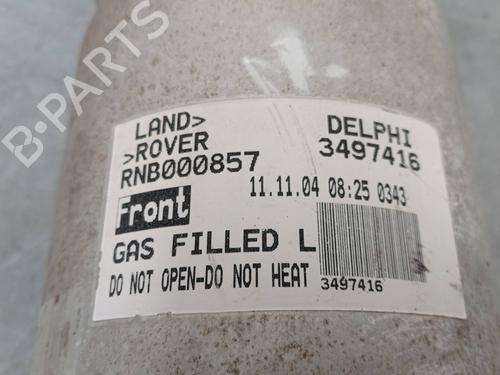 B-PARTS
LAND> DELPHI
>ROVER 3497416
RNB000857
11.11.04 08:25 0343
Front
GAS FILLED L
DO NOT OPEN-DO NOT HEAT
3497416